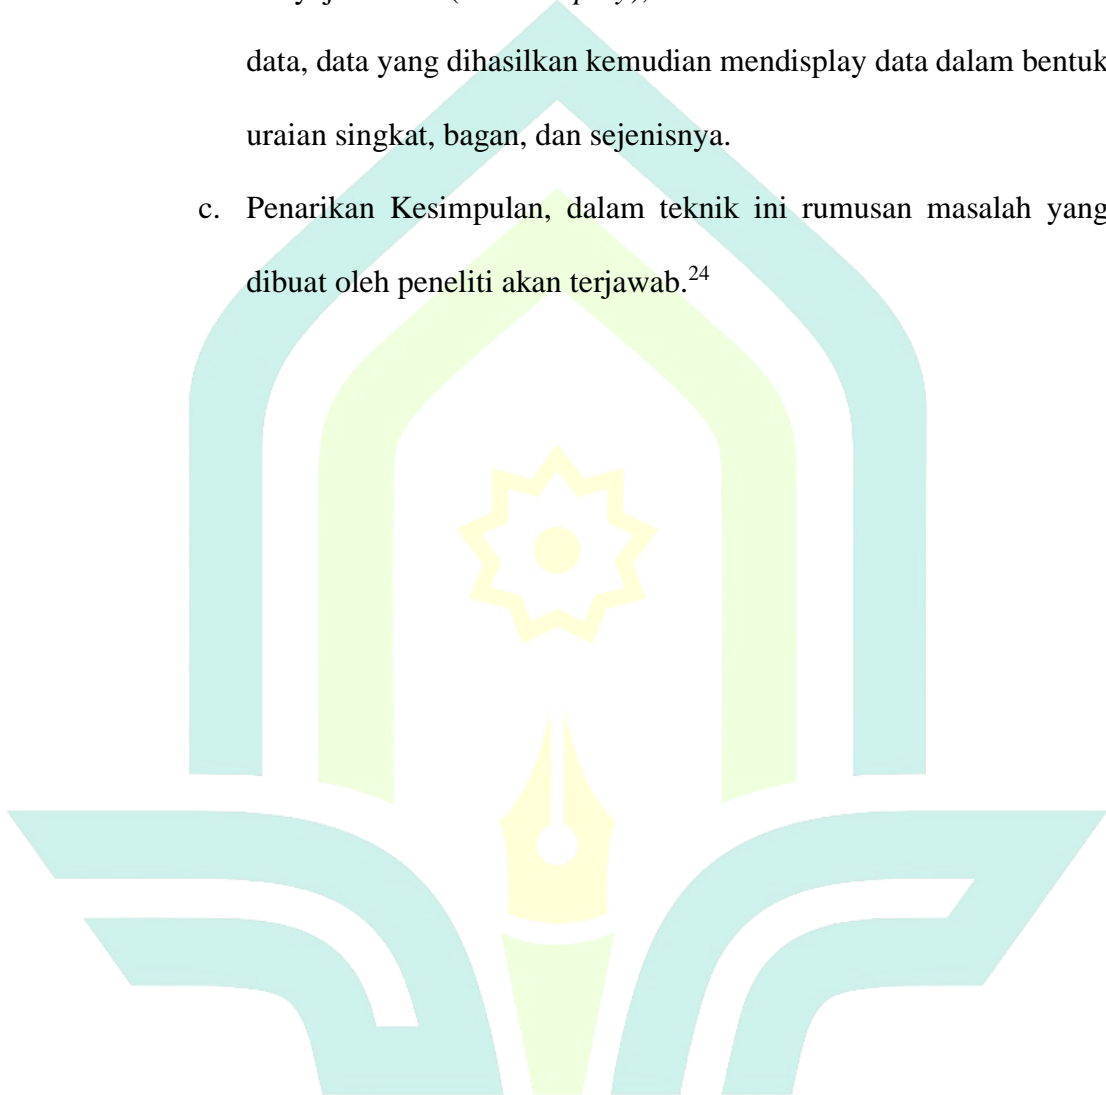 data, data yang dihasilkan kemudian mendisplay data dalam bentuk
uraian singkat, bagan, dan sejenisnya.
c. Penarikan Kesimpulan, dalam teknik ini rumusan masalah yang
dibuat oleh peneliti akan terjawab.24